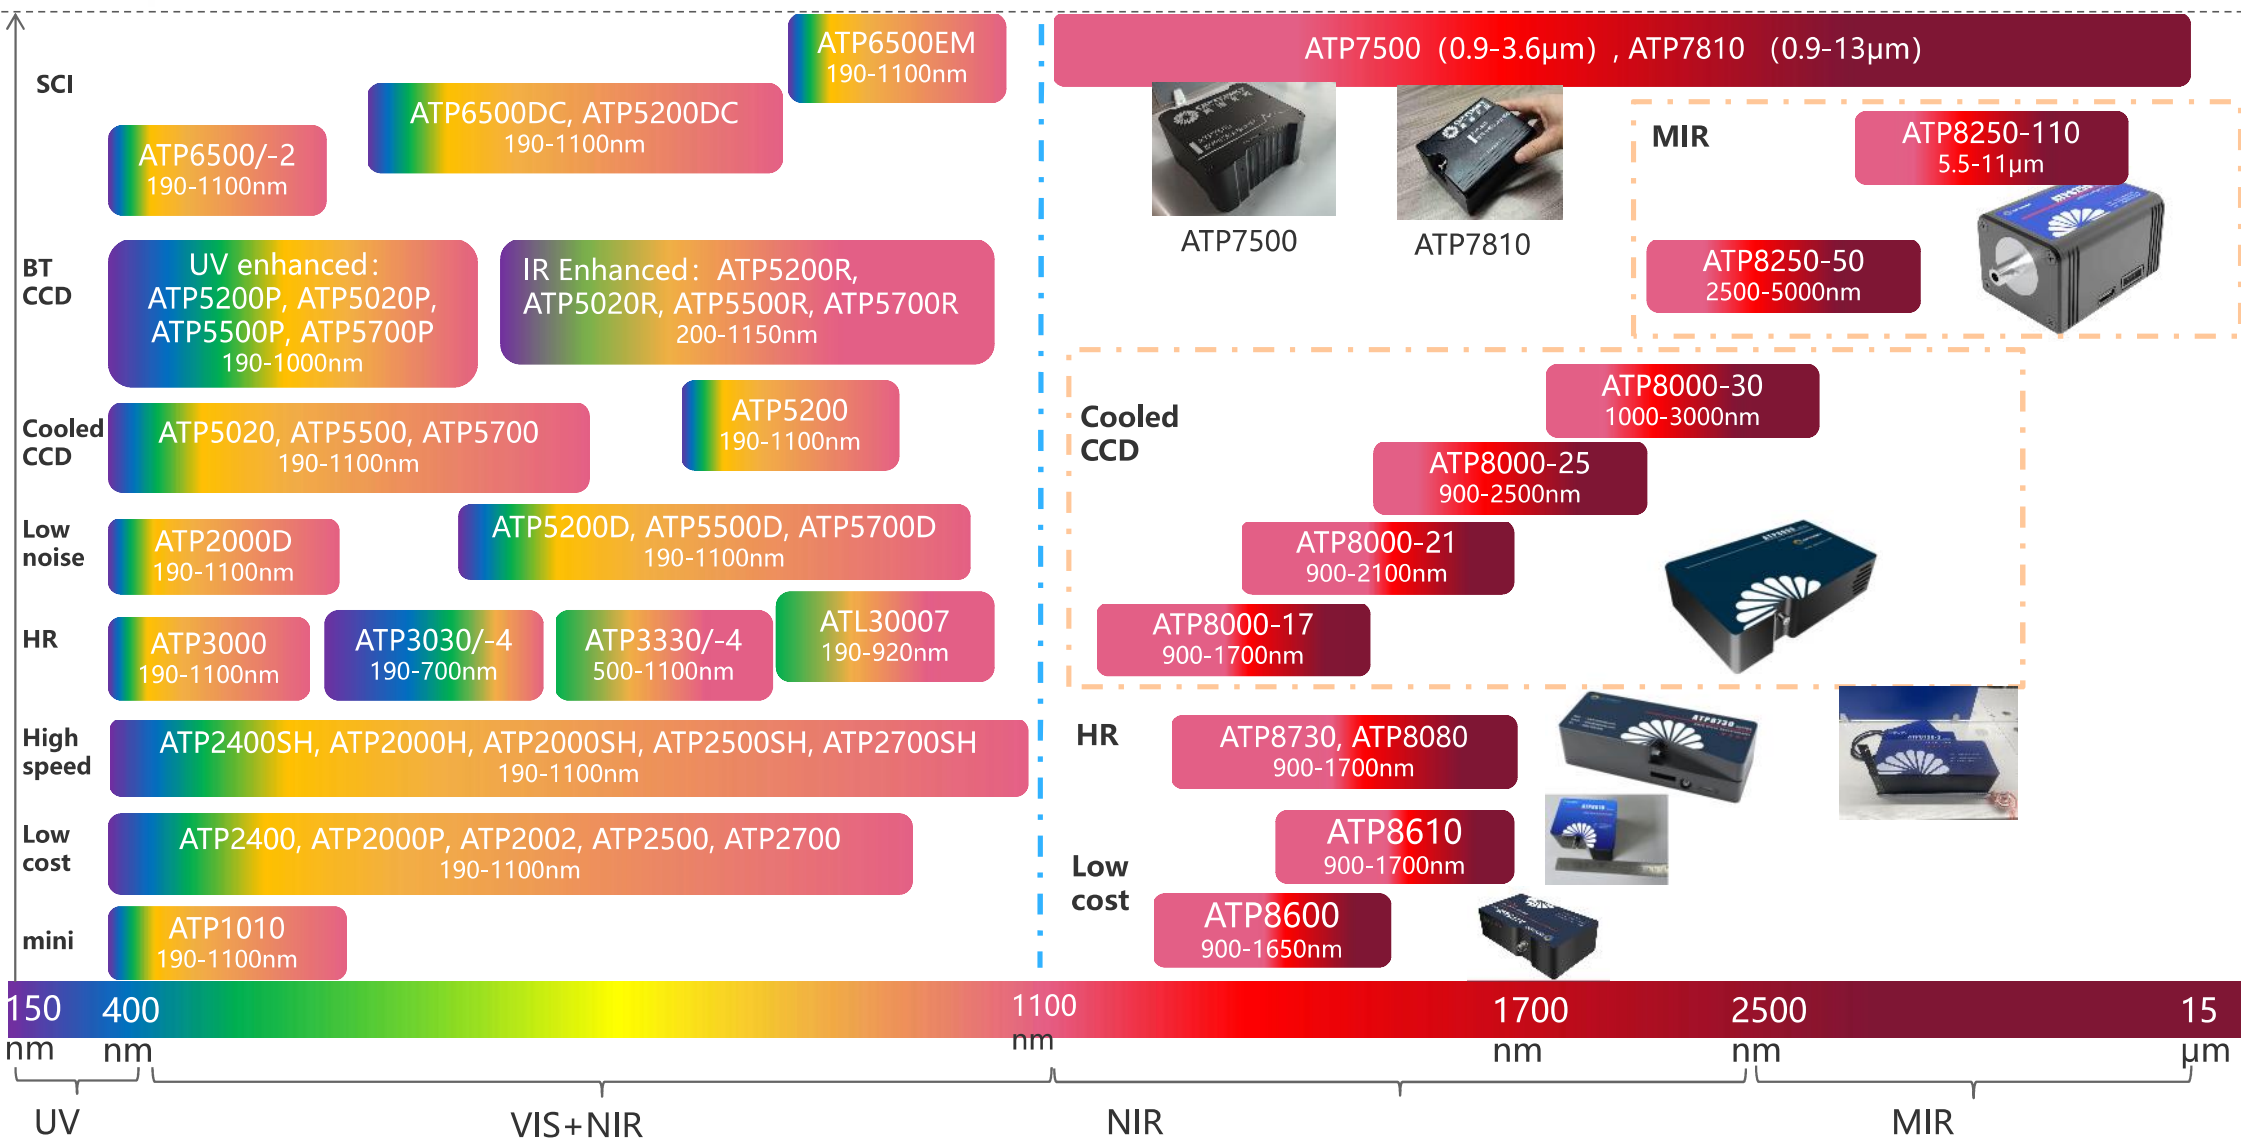 SCI
ATP6500EM
190-1100nm
ATP6500DC, ATP5200DC
190-1100nm
ATP6500/-2
190-1100nm
BT
CCD
UV enhanced:
ATP5200P, ATP5020P,
ATP5500P, ATP5700P
190-1000nm
IR Enhanced: ATP5200R,
ATP5020R, ATP5500R, ATP5700R
200-1150nm
Cooled
CCD
ATP5020, ATP5500, ATP5700
190-1100nm
ATP5200
190-1100nm
Low
noise
ATP2000D
190-1100nm
ATP5200D, ATP5500D, ATP5700D
190-1100nm
HR
ATP3000
190-1100nm
ATP3030/-4
190-700nm
ATP3330/-4
500-1100nm
ATL30007
190-920nm
High
speed
ATP2400SH, ATP2000H, ATP2000SH, ATP2500SH, ATP2700SH
190-1100nm
Low
cost
ATP2400, ATP2000P, ATP2002, ATP2500, ATP2700
190-1100nm
mini
ATP1010
190-1100nm
ATP7500 (0.9-3.6μm) , ATP7810 (0.9-13μm)
ATP7500
ATP7810
MIR
ATP8250-110
5.5-11μm
ATP8250
ATP8250-50
2500-5000nm
Cooled
CCD
ATP8000-30
1000-3000nm
ATP8000-25
900-2500nm
ATP8000-21
900-2100nm
ATP8000
ATP8000-17
900-1700nm
HR
ATP8730, ATP8080
900-1700nm
ATP8730
Low
cost
ATP8610
900-1700nm
ATP8610
ATP8600
900-1650nm
150
nm
400
nm
1100
nm
1700
nm
2500
nm
15
μm
UV
VIS+NIR
NIR
MIR